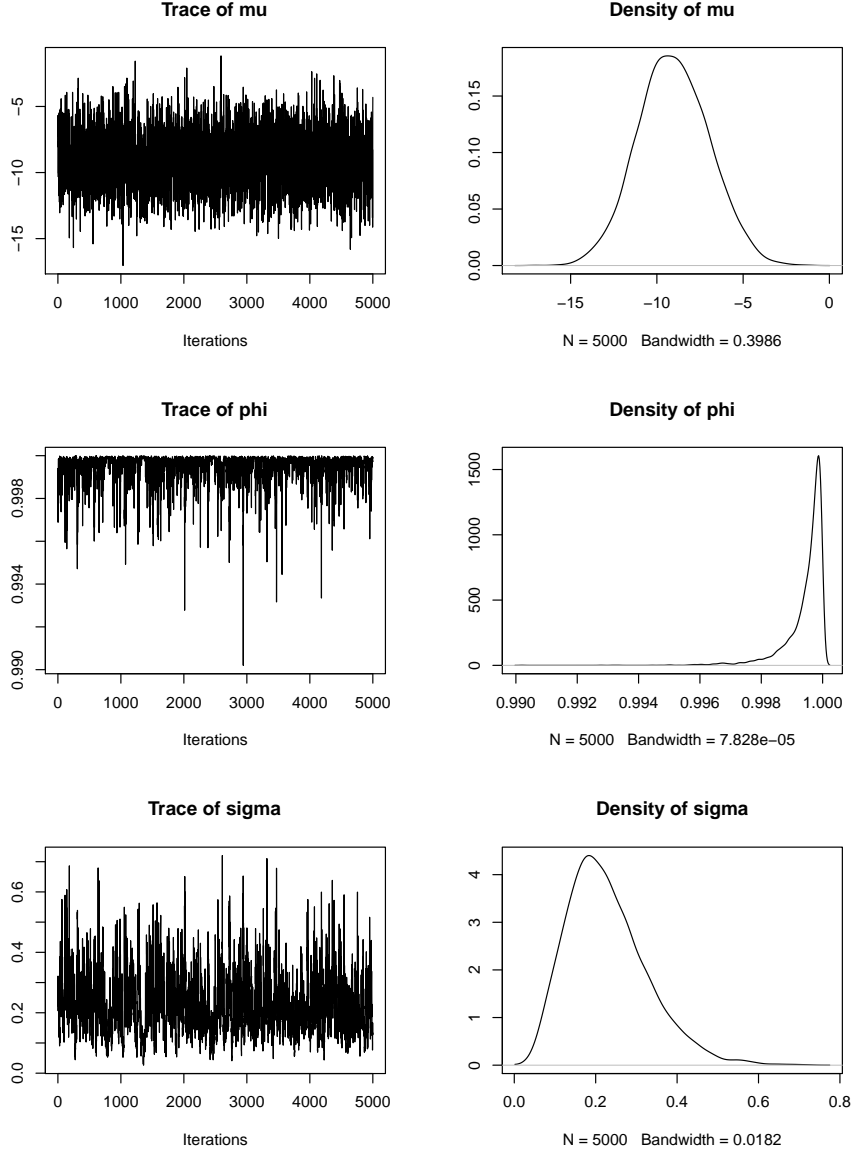 Trace of mu
Density of mu
−5
−10
−15
0 1000 2000 3000 4000 5000
Iterations
0.15
0.10
0.05
0.00
−15 −10 −5 0
N = 5000 Bandwidth = 0.3986
Trace of phi
Density of phi
0.998
0.994
0.990
0 1000 2000 3000 4000 5000
Iterations
1500
1000
500
0
0.990 0.992 0.994 0.996 0.998 1.000
N = 5000 Bandwidth = 7.828e−05
Trace of sigma
Density of sigma
0.6
0.4
0.2
0.0
0 1000 2000 3000 4000 5000
Iterations
4
3
2
1
0
0.0 0.2 0.4 0.6 0.8
N = 5000 Bandwidth = 0.0182